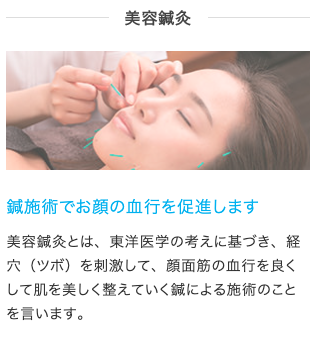 美容鍼灸
鍼施術でお顔の血行を促進します
美容鍼灸とは、東洋医学の考えに基づき、経
穴（ツボ）を刺激して、顔面筋の血行を良く
して肌を美しく整えていく鍼による施術のこと
を言います。